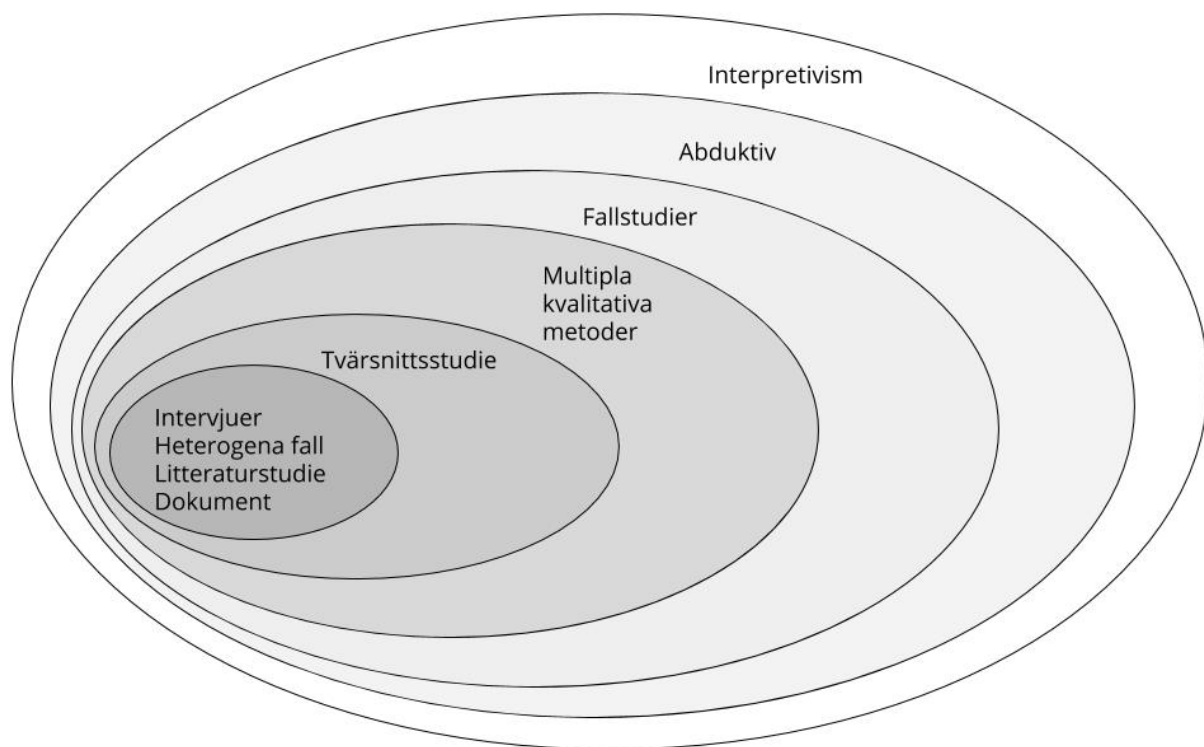 Interpretivism
Abduktiv
Fallstudier
Multipla
kvalitativa
metoder
Tvärsnittsstudie
Intervjuer
Heterogena fall
Litteraturstudie
Dokument